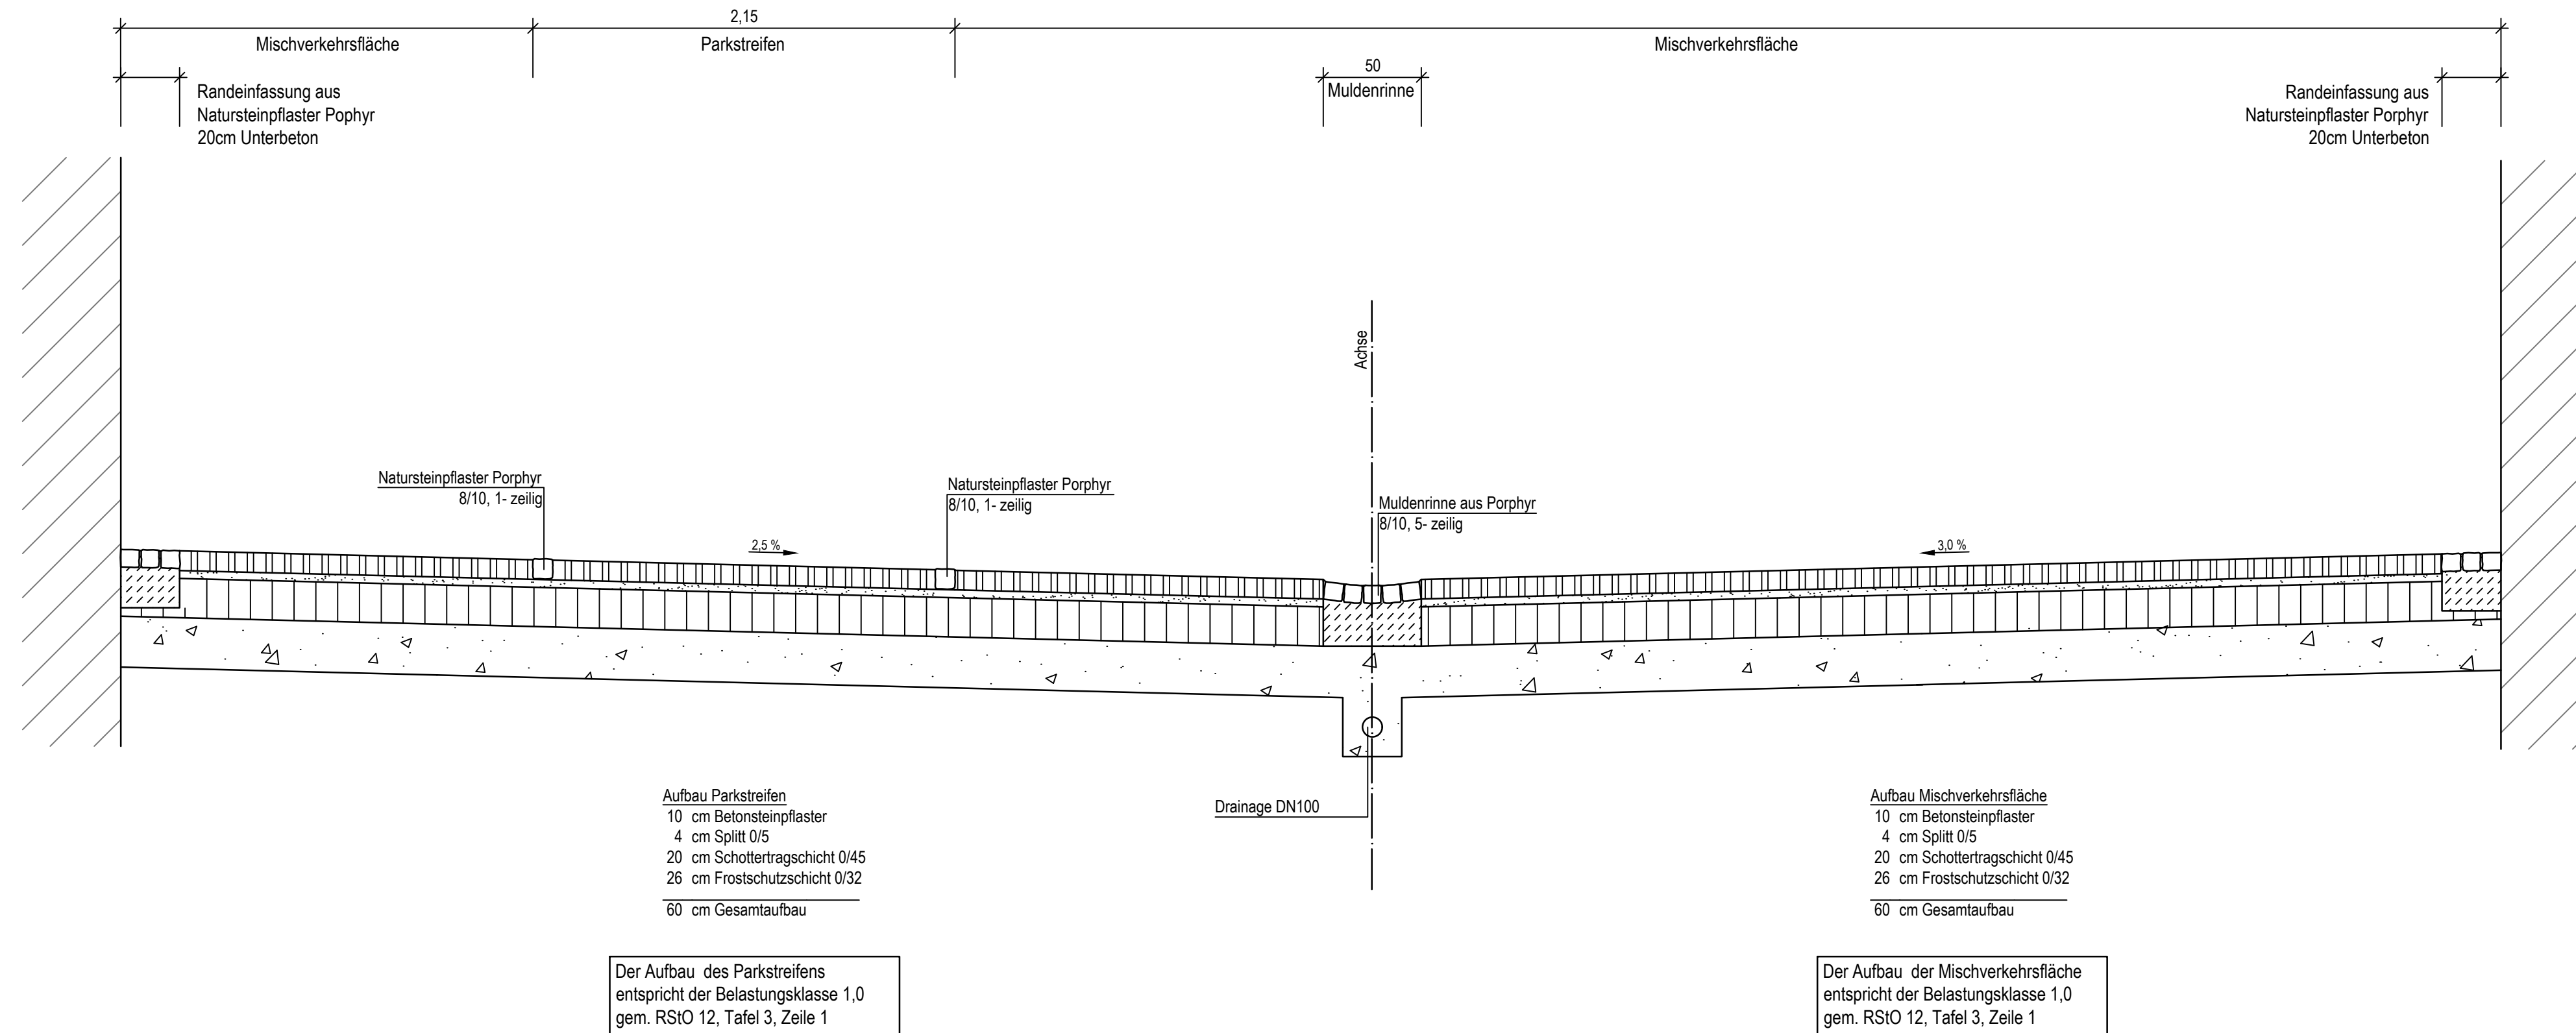 2,15
Mischverkehrsfläche
Parkstreifen
Mischverkehrsfläche
50
Muldenrinne
Randeinfassung aus
Natursteinpflaster Pophyr
20cm Unterbeton
Randeinfassung aus
Natursteinpflaster Porphyr
20cm Unterbeton
Achse
Natursteinpflaster Porphyr
8/10, 1- zeilig
Natursteinpflaster Porphyr
8/10, 1- zeilig
Muldenrinne aus Porphyr
8/10, 5- zeilig
2,5 %
3,0 %
Drainage DN100
Aufbau Parkstreifen
10 cm Betonsteinpflaster
4 cm Splitt 0/5
20 cm Schottertragschicht 0/45
26 cm Frostschutzschicht 0/32
60 cm Gesamtaufbau
Aufbau Mischverkehrsfläche
10 cm Betonsteinpflaster
4 cm Splitt 0/5
20 cm Schottertragschicht 0/45
26 cm Frostschutzschicht 0/32
60 cm Gesamtaufbau
Der Aufbau des Parkstreifens
entspricht der Belastungsklasse 1,0
gem. RStO 12, Tafel 3, Zeile 1
Der Aufbau der Mischverkehrsfläche
entspricht der Belastungsklasse 1,0
gem. RStO 12, Tafel 3, Zeile 1